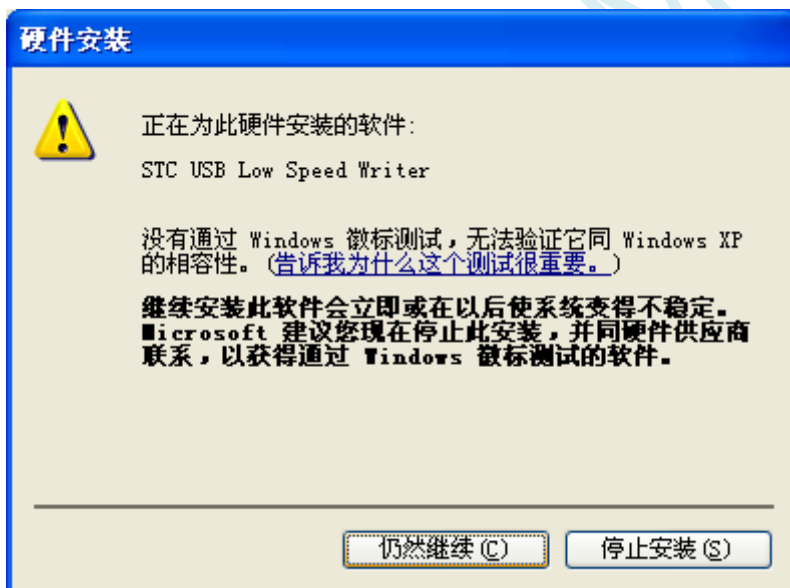 硬件安装
正在为此硬件安装的软件:
STC USB Low Speed Writer
没有通过 Windows 徽标测试，无法验证它同 Windows XP
的相容性。(告诉我为什么这个测试很重要。)
继续安装此软件会立即或在以后使系统变得不稳定。
Microsoft 建议您现在停止此安装，并同硬件供应商
联系，以获得通过 Windows 徽标测试的软件。
仍然继续(C)
停止安装(S)